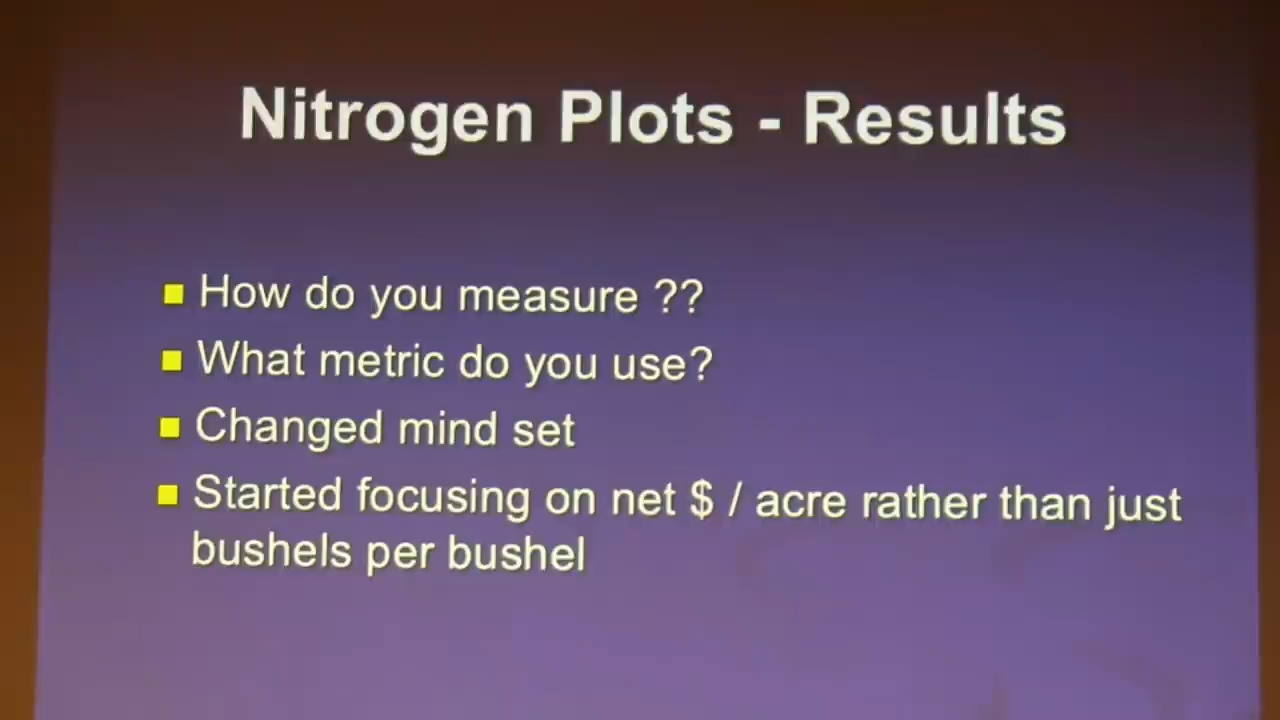 Nitrogen Plots - Results
How do you measure ??
What metric do you use?
Changed mind set
Started focusing on net $ / acre rather than just
bushels per bushel